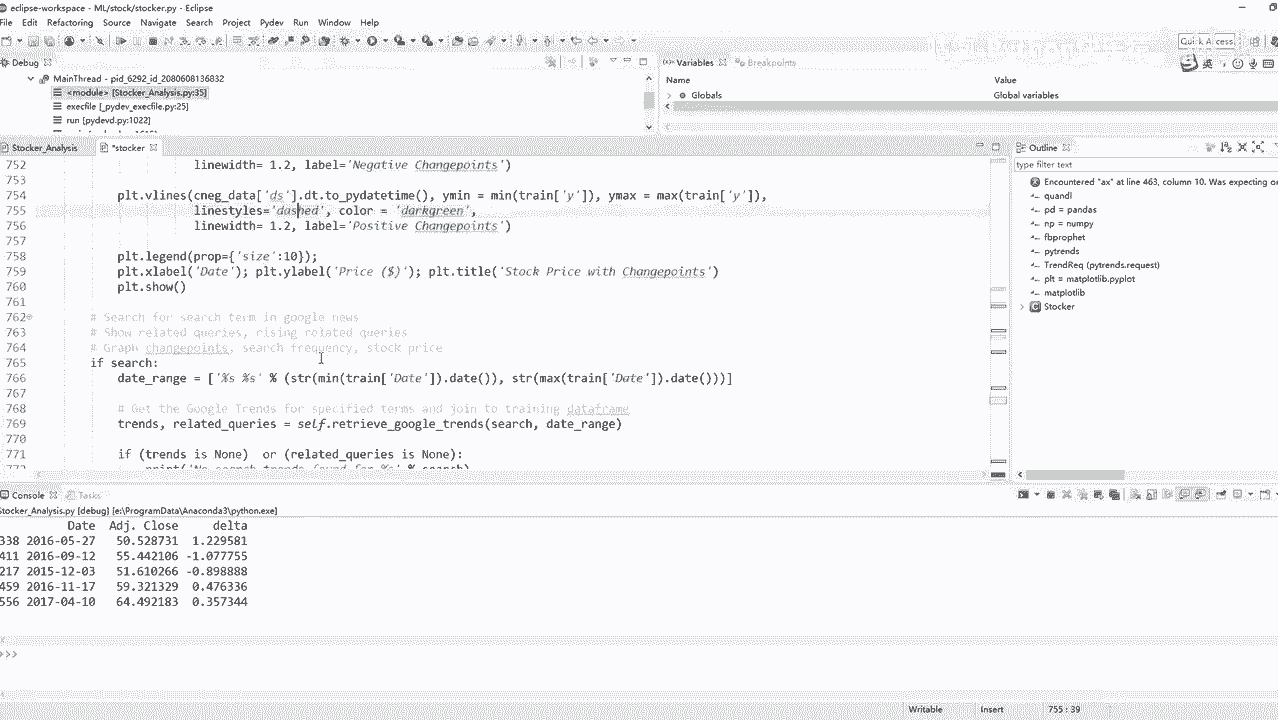 eclipse-workspace - ML/stock/stocker.py - Eclipse
File Edit Refactoring Source Navigate Search Project Pydev Run Window Help
Quick Access
Debug
MainThread - pid_6292_id_2080608136832
<module> [Stocker_Analysis.py:35]
execfile [_pydev_execfile.py:25]
run [pydevd.py:1022]
Variables Breakpoints
Name Value
Globals Global variables
Stocker_Analysis *stocker
752 linewidth= 1.2, label='Negative Changepoints')
753
754 plt.vlines(cneg_data['ds'].dt.to_pydatetime(), ymin = min(train['y']), ymax = max(train['y']),
755 linestyles='dashed', color = 'darkgreen',
756 linewidth= 1.2, label='Positive Changepoints')
757
758 plt.legend(prop={'size':10});
759 plt.xlabel('Date'); plt.ylabel('Price ($)'); plt.title('Stock Price with Changepoints')
760 plt.show()
761
762 # Search for search term in google news
763 # Show related queries, rising related queries
764 # Graph changepoints, search frequency, stock price
765 if search:
766 date_range = ['%s %s' % (str(min(train['Date']).date()), str(max(train['Date']).date()))]
767
768 # Get the Google Trends for specified terms and join to training dataframe
769 trends, related_queries = self.retrieve_google_trends(search, date_range)
770
771 if (trends is None) or (related_queries is None):
Outline
type filter text
Encountered "ax" at line 463, column 10. Was expecting on
quandl
pd = pandas
np = numpy
fbprophet
pytrends
TrendReq (pytrends.request)
plt = matplotlib.pyplot
matplotlib
Stocker
Console Tasks
Stocker_Analysis.py [debug] [e:\ProgramData\Anaconda3\python.exe]
Date Adj. Close delta
338 2016-05-27 50.528731 1.229581
411 2016-09-12 55.442106 -1.077755
217 2015-12-03 51.610266 -0.898888
459 2016-11-17 59.321329 0.476336
556 2017-04-10 64.492183 0.357344
>>>
Writable Insert 755 : 39